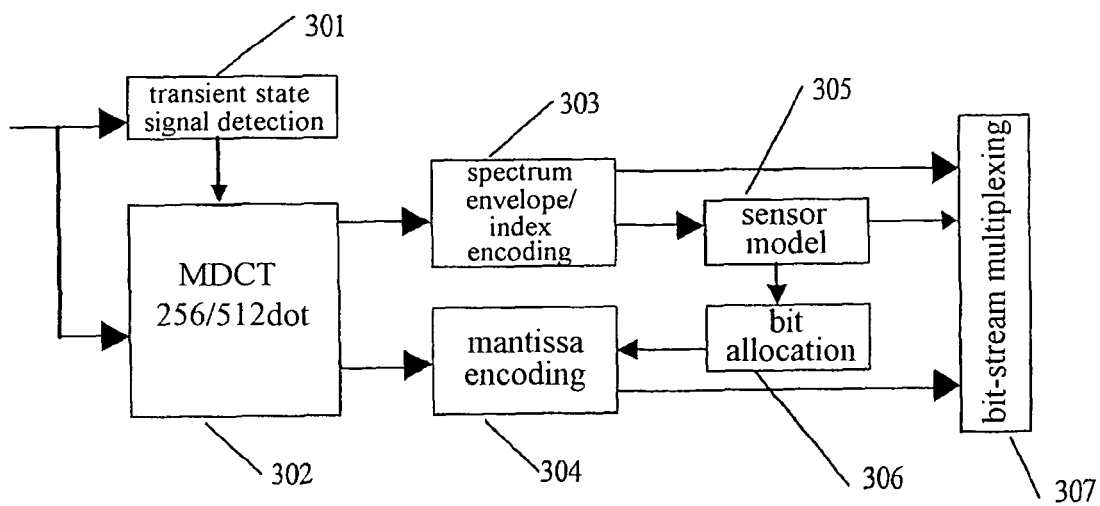 301
transient state
signal detection
303
305
spectrum
envelope/
index
encoding
sensor
model
MDCT
256/512dot
mantissa
encoding
bit
allocation
bit-stream multiplexing
302
304
306
307